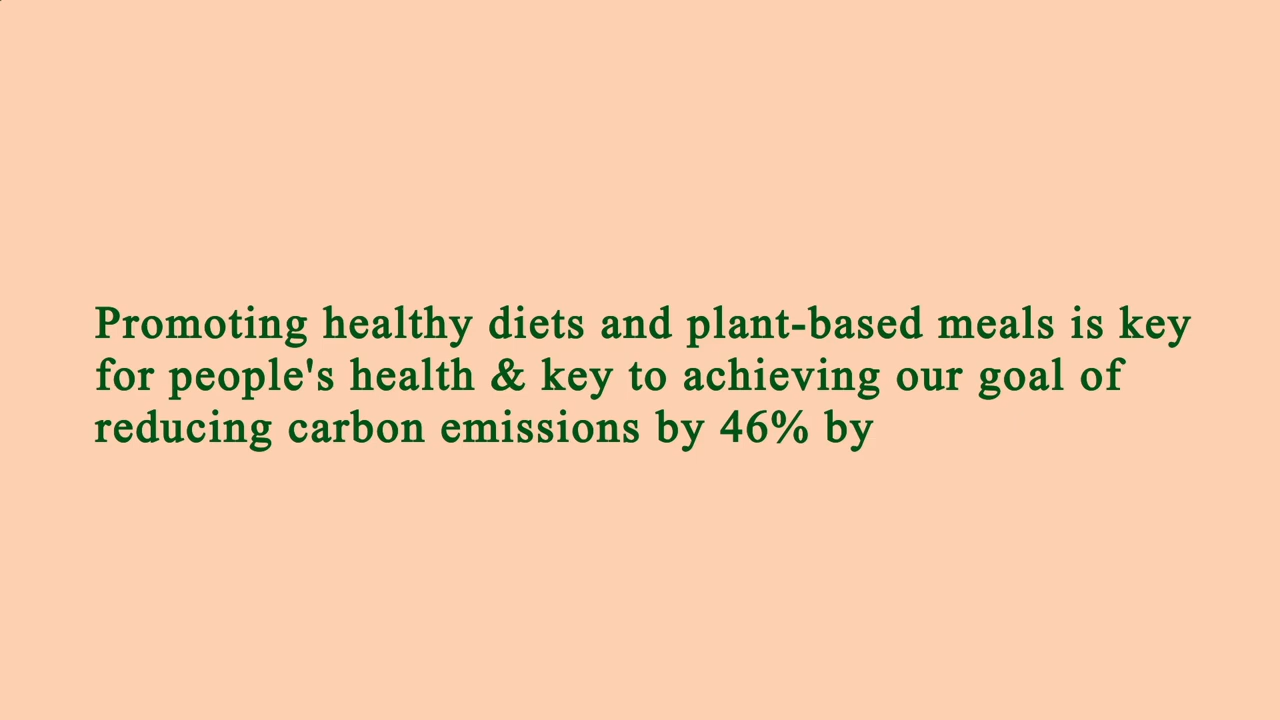 Promoting healthy diets and plant-based meals is key
for people's health & key to achieving our goal of
reducing carbon emissions by 46% by